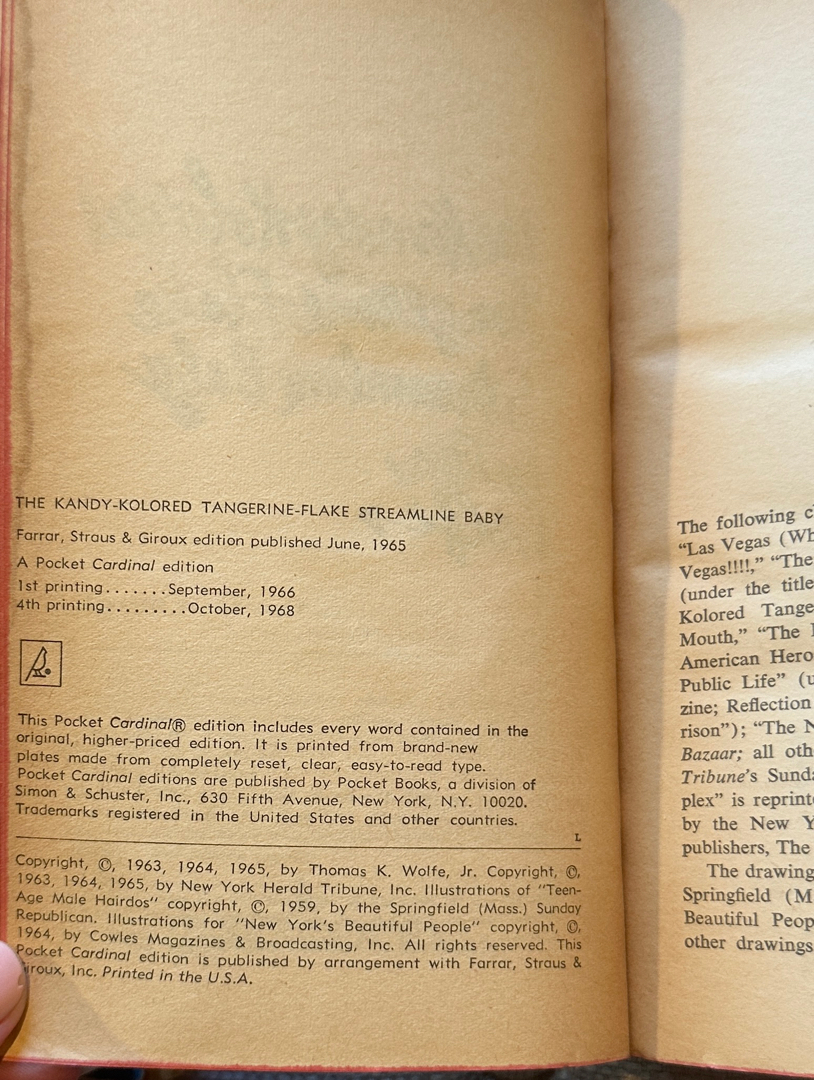 THE KANDY-KOLORED TANGERINE-FLAKE STREAMLINE BABY
Farrar, Straus & Giroux edition published June, 1965
A Pocket Cardinal edition
1st printing.......September, 1966
4th printing.........October, 1968
This Pocket Cardinal® edition includes every word contained in the
original, higher-priced edition. It is printed from brand-new
plates made from completely reset, clear, easy-to-read type.
Pocket Cardinal editions are published by Pocket Books, a division of
Simon & Schuster, Inc., 630 Fifth Avenue, New York, N.Y. 10020.
Trademarks registered in the United States and other countries.
L
Copyright, ©, 1963, 1964, 1965, by Thomas K. Wolfe, Jr. Copyright, ©,
1963, 1964, 1965, by New York Herald Tribune, Inc. Illustrations of "Teen-
Age Male Hairdos" copyright, ©, 1959, by the Springfield (Mass.) Sunday
Republican. Illustrations for "New York's Beautiful People" copyright, ©,
1964, by Cowles Magazines & Broadcasting, Inc. All rights reserved. This
Pocket Cardinal edition is published by arrangement with Farrar, Straus &
Giroux, Inc. Printed in the U.S.A.
The following
“Las Vegas (Wh
Vegas!!!!,” “The
(under the title
Kolored Tange
Mouth,” “The
American Hero
Public Life” (u
zine; Reflection
rison”); “The N
Bazaar; all oth
Tribune’s Sunda
plex” is reprint
by the New Y
publishers, The
The drawing
Springfield (M
Beautiful Peop
other drawings